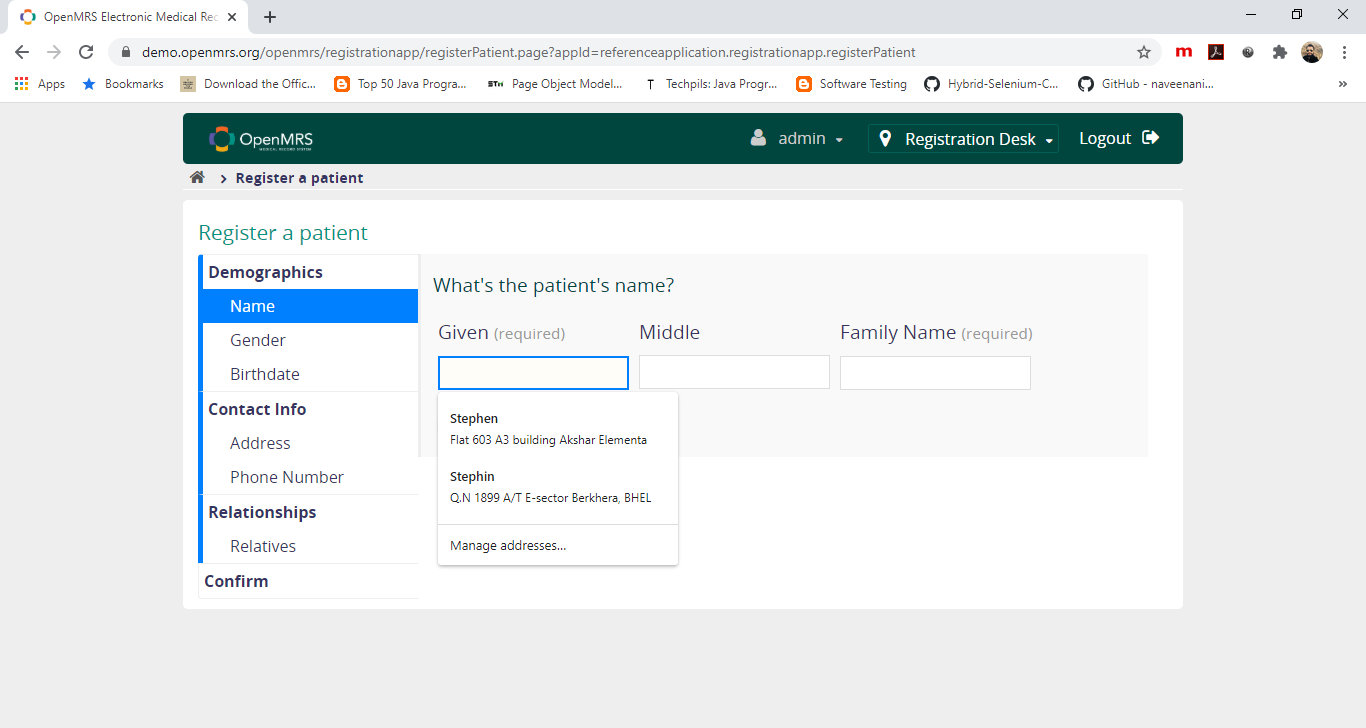 OpenMRS Electronic Medical Rec
demo.openmrs.org/openmrs/registrationapp/registerPatient.page?appId=referenceapplication.registrationapp.registerPatient
Apps Bookmarks Download the Offic... Top 50 Java Progra... STH Page Object Model... T Techpils: Java Progr... Software Testing Hybrid-Selenium-C... GitHub - naveenani... »
OpenMRS admin Registration Desk Logout
MEDICAL RECORD SYSTEM
Register a patient
Register a patient
Demographics
Name
Gender
Birthdate
Contact Info
Address
Phone Number
Relationships
Relatives
Confirm
What's the patient's name?
Given (required) Middle Family Name (required)
Stephen
Flat 603 A3 building Akshar Elementa
Stephin
Q.N 1899 A/T E-sector Berkhera, BHEL
Manage addresses...